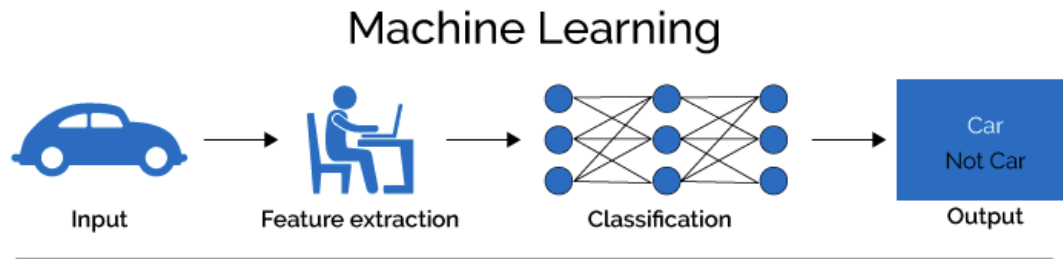 Machine Learning
Car
Not Car
Input
Feature extraction
Classification
Output